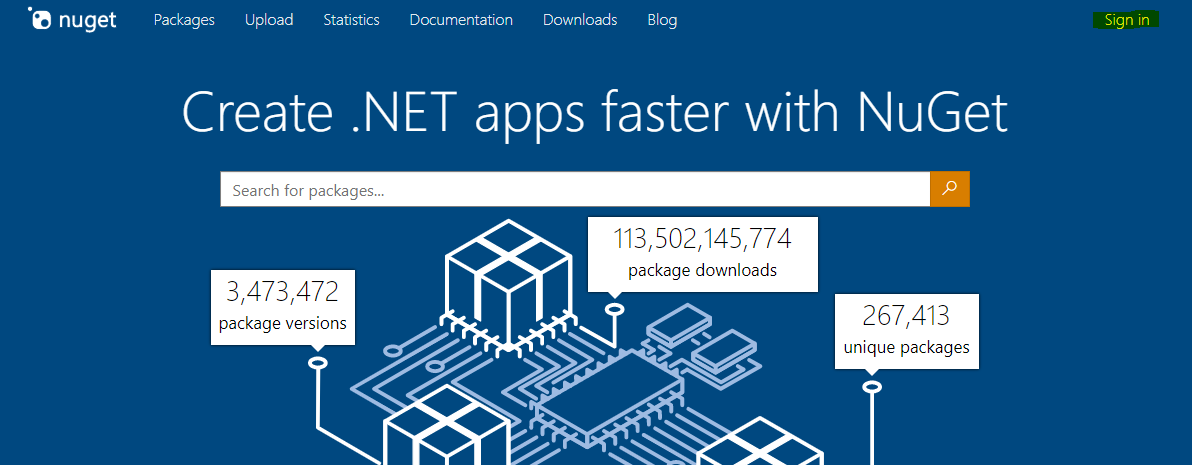 nuget Packages Upload Statistics Documentation Downloads Blog Sign in
Create .NET apps faster with NuGet
Search for packages...
113,502,145,774
package downloads
3,473,472
package versions
267,413
unique packages